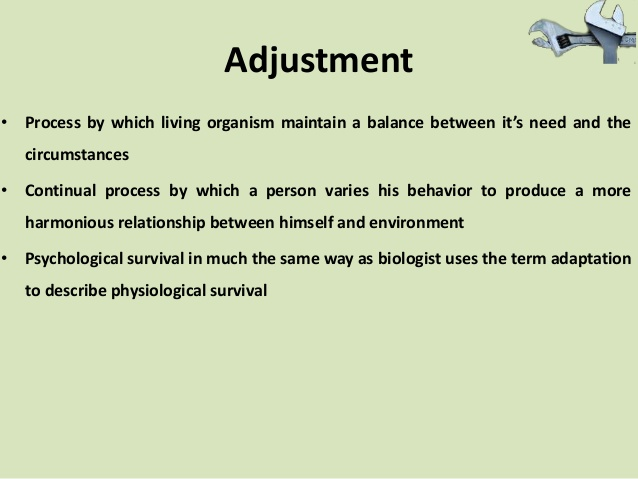 Adjustment
• Process by which living organism maintain a balance between it's need and the
circumstances
• Continual process by which a person varies his behavior to produce a more
harmonious relationship between himself and environment
• Psychological survival in much the same way as biologist uses the term adaptation
to describe physiological survival